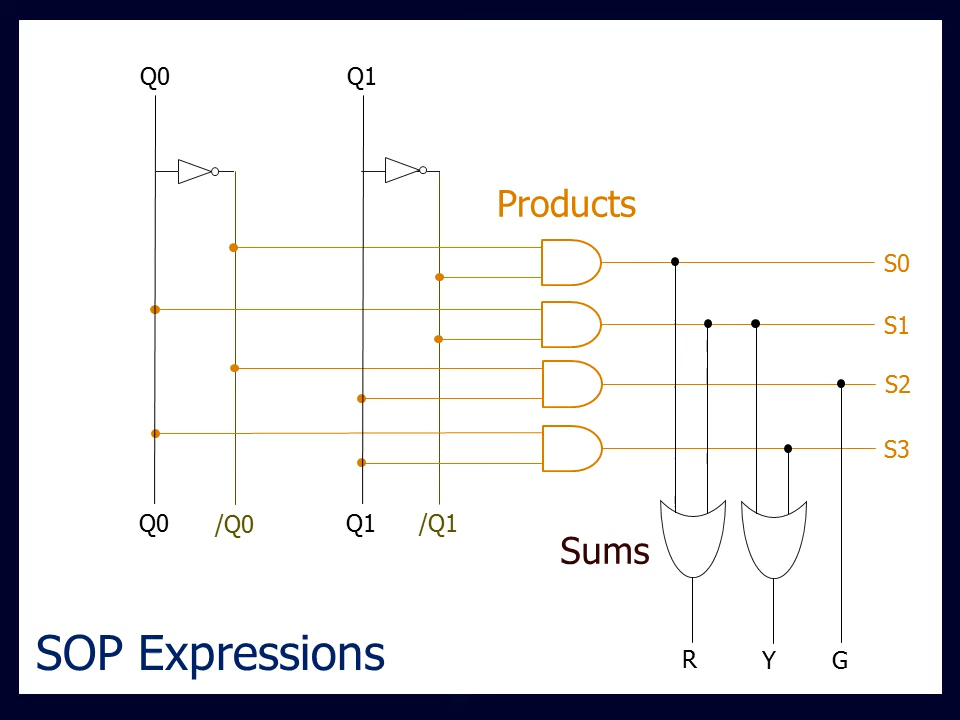 Q0 Q1
Products
S0
S1
S2
S3
Q0 /Q0 Q1 /Q1
Sums
SOP Expressions
R Y G